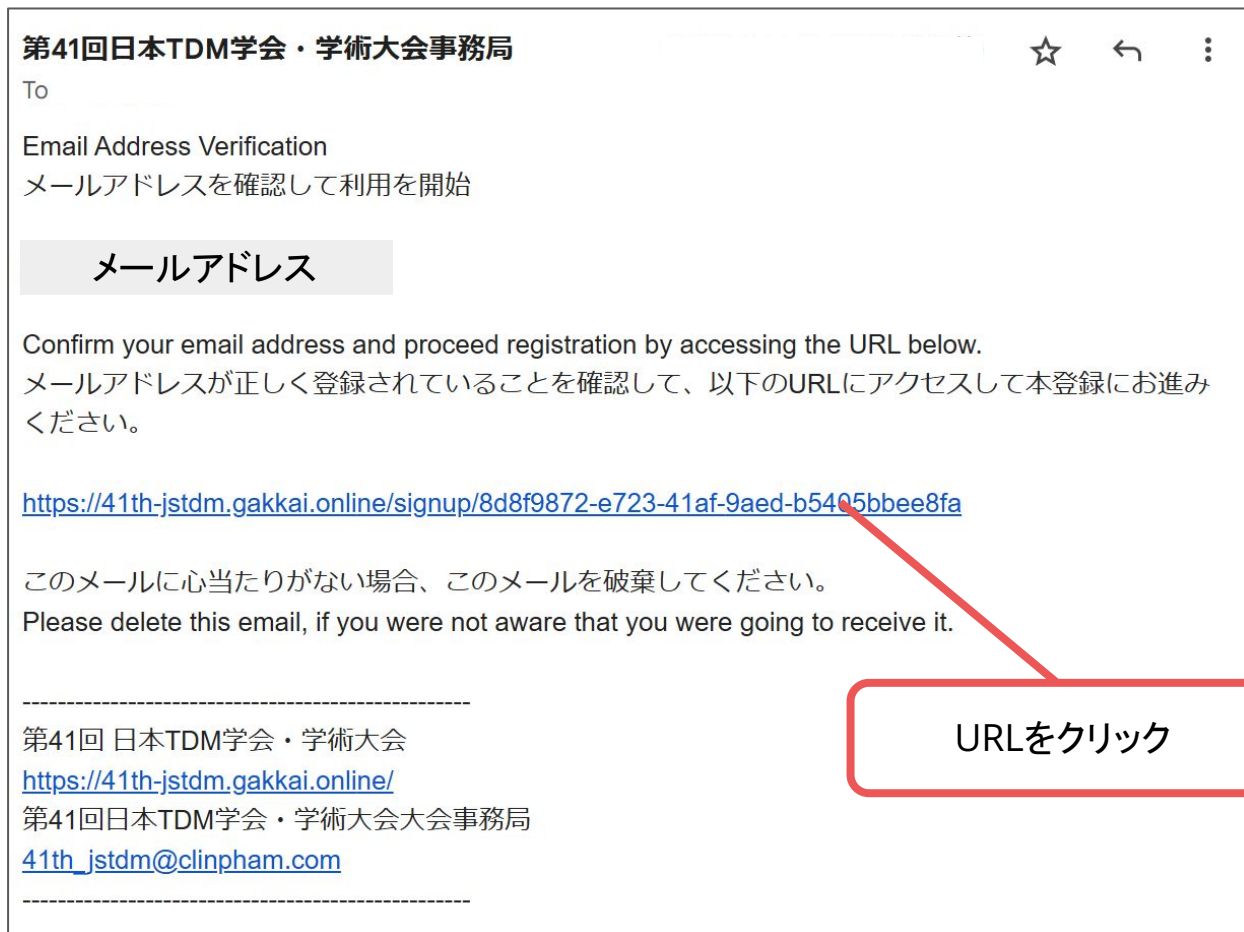 第41回日本TDM学会・学術大会事務局
To
Email Address Verification
メールアドレスを確認して利用を開始
メールアドレス
Confirm your email address and proceed registration by accessing the URL below.
メールアドレスが正しく登録されていることを確認して、以下のURLにアクセスして本登録にお進み
ください。
https://41th-jstdm.gakkai.online/signup/8d8f9872-e723-41af-9aed-b5405bbee8fa
このメールに心当たりがない場合、このメールを破棄してください。
Please delete this email, if you were not aware that you were going to receive it.
---------------------------------------------------
第41回 日本TDM学会・学術大会
https://41th-jstdm.gakkai.online/
第41回日本TDM学会・学術大会大会事務局
41th_jstdm@clinpham.com
---------------------------------------------------
URLをクリック